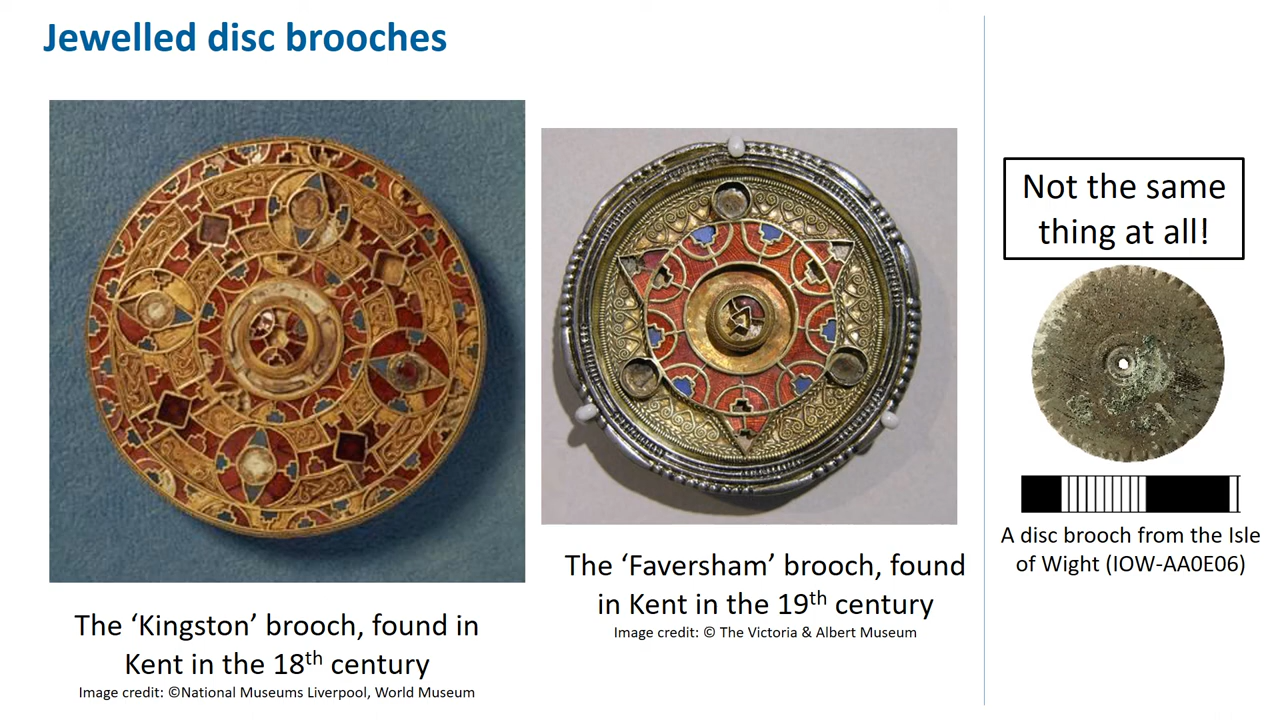 Jewelled disc brooches
The ‘Kingston’ brooch, found in
Kent in the 18th century
Image credit: ©National Museums Liverpool, World Museum
The ‘Faversham’ brooch, found
in Kent in the 19th century
Image credit: © The Victoria & Albert Museum
Not the same
thing at all!
A disc brooch from the Isle
of Wight (IOW-AA0E06)